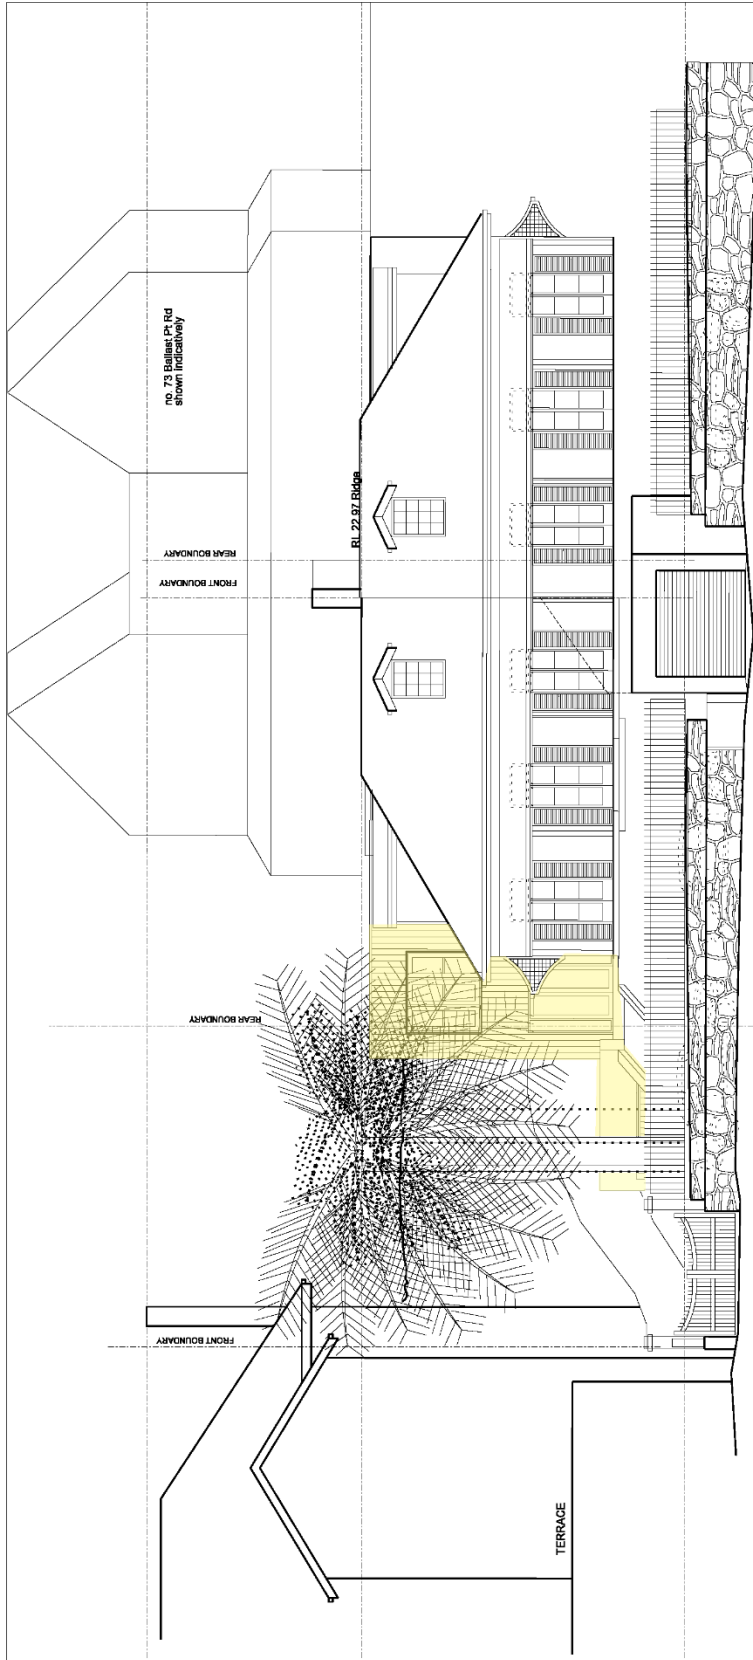 no. 73 Ballast Pt Rd
shown indicatively
REAR BOUNDARY
FRONT BOUNDARY
RL 22.97 Ridge
REAR BOUNDARY
FRONT BOUNDARY
TERRACE